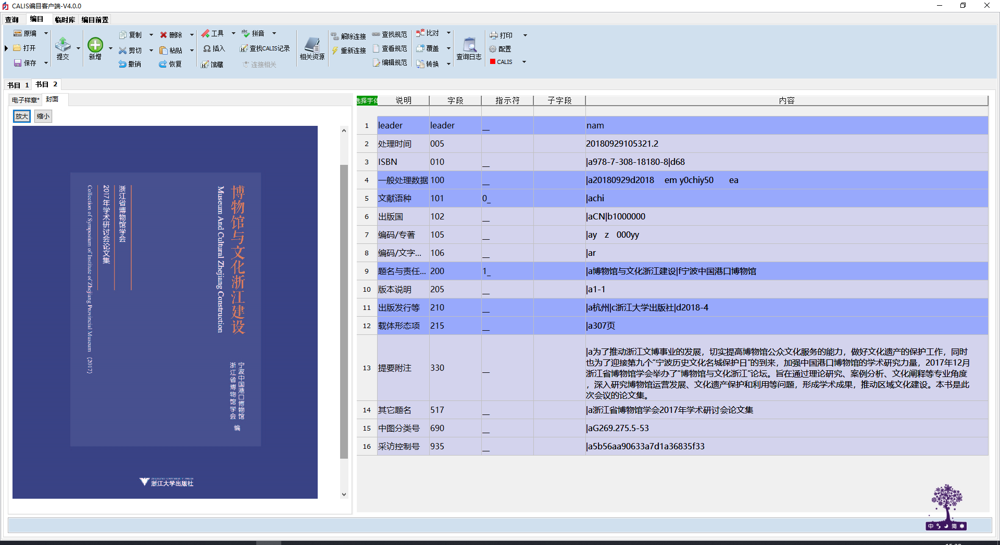 CALIS编目客户端-V4.0.0
查询 编目 临时库 编目前置
原编 复制 删除 工具 拼音 解除连接 查找规范 比对 打印
打开 提交 新增 剪切 粘贴 插入 查找CALIS记录 相关资源 重新连接 查看规范 覆盖 查询日志 配置
保存 撤销 恢复 馆藏 连接相关 编辑规范 转换 CALIS
书目 1 书目 2
电子样章* 封面
放大 缩小
博物馆与文化浙江建设
Museum And Cultural Zhejiang Construction
浙江省博物馆学会
2017年学术研讨会论文集
Collection of Symposium of Institute of Zhejiang Provincial Museum (2017)
宁波中国港口博物馆
浙江省博物馆学会
编
ZHEJIANG UNIVERSITY PRESS
浙江大学出版社
选择字体 说明 字段 指示符 子字段 内容
1 leader leader __ nam
2 处理时间 005 20180929105321.2
3 ISBN 010 __ |a978-7-308-18180-8|d68
4 一般处理数据 100 __ |a20180929d2018 em y0chiy50 ea
5 文献语种 101 0_ |achi
6 出版国 102 __ |aCN|b1000000
7 编码/专著 105 __ |ay z 000yy
8 编码/文字... 106 __ |ar
9 题名与责任... 200 1_ |a博物馆与文化浙江建设|f宁波中国港口博物馆
10 版本说明 205 __ |a1-1
11 出版发行等 210 __ |a杭州|c浙江大学出版社|d2018-4
12 载体形态项 215 __ |a307页
13 提要附注 330 __ |a为了推动浙江文博事业的发展，切实提高博物馆公众文化服务的能力，做好文化遗产的保护工作，同时
也为了迎接第九个“宁波历史文化名城保护日”的到来，加强中国港口博物馆的学术研究力量，2017年12月
浙江省博物馆学会举办了“博物馆与文化浙江”论坛。旨在通过理论研究、案例分析、文化阐释等专业角度
，深入研究博物馆运营发展、文化遗产保护和利用等问题，形成学术成果，推动区域文化建设。本书是此
次会议的论文集。
14 其它题名 517 __ |a浙江省博物馆学会2017年学术研讨会论文集
15 中图分类号 690 __ |aG269.275.5-53
16 采访控制号 935 __ |a5b56aa90633a7d1a36835f33
中 简